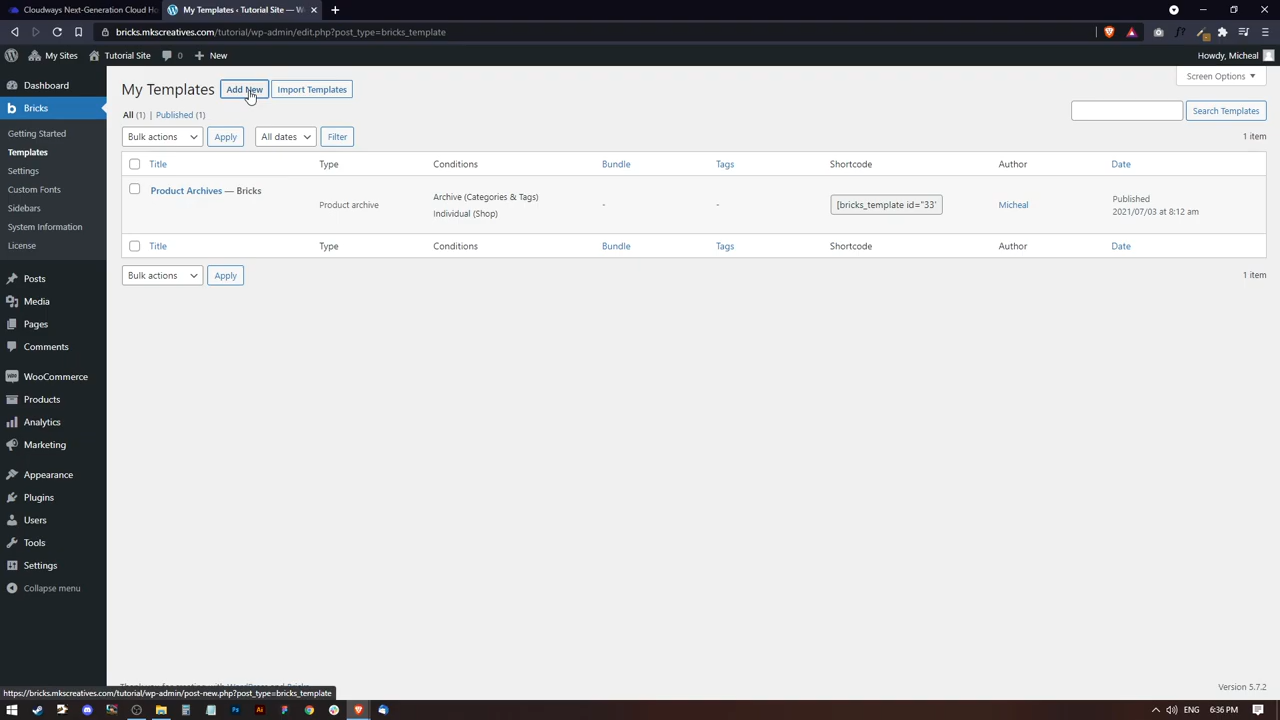 Cloudways Next-Generation Cloud Ho
My Templates ‹ Tutorial Site — W
bricks.mkscreatives.com/tutorial/wp-admin/edit.php?post_type=bricks_template
My Sites
Tutorial Site
0
New
Howdy, Micheal
Dashboard
Bricks
Getting Started
Templates
Settings
Custom Fonts
Sidebars
System Information
License
Posts
Media
Pages
Comments
WooCommerce
Products
Analytics
Marketing
Appearance
Plugins
Users
Tools
Settings
Collapse menu
My Templates
Add New
Import Templates
Screen Options
All (1) | Published (1)
Search Templates
Bulk actions
Apply
All dates
Filter
1 item
Title Type Conditions Bundle Tags Shortcode Author Date
Product Archives — Bricks
Product archive
Archive (Categories & Tags)
Individual (Shop)
-
-
[bricks_template id="33"
Micheal
Published
2021/07/03 at 8:12 am
Title Type Conditions Bundle Tags Shortcode Author Date
Bulk actions
Apply
1 item
Version 5.7.2
https://bricks.mkscreatives.com/tutorial/wp-admin/post-new.php?post_type=bricks_template
6:36 PM